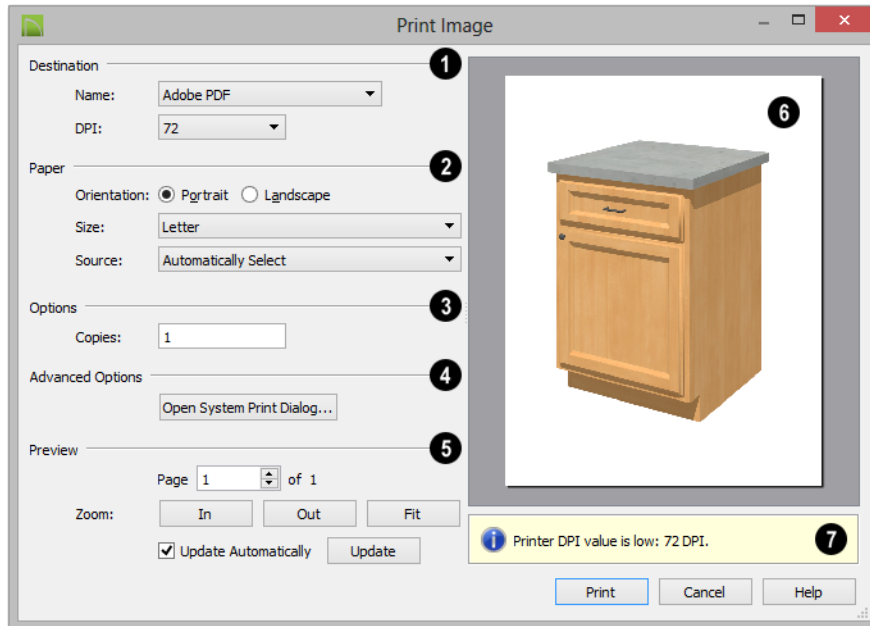 Print Image
Destination 1
Name: Adobe PDF
DPI: 72
Paper 2
Orientation: Portrait Landscape
Size: Letter
Source: Automatically Select
Options 3
Copies: 1
Advanced Options 4
Open System Print Dialog...
Preview 5
Page 1 of 1
Zoom: In Out Fit
Update Automatically Update
6
Printer DPI value is low: 72 DPI. 7
Print Cancel Help